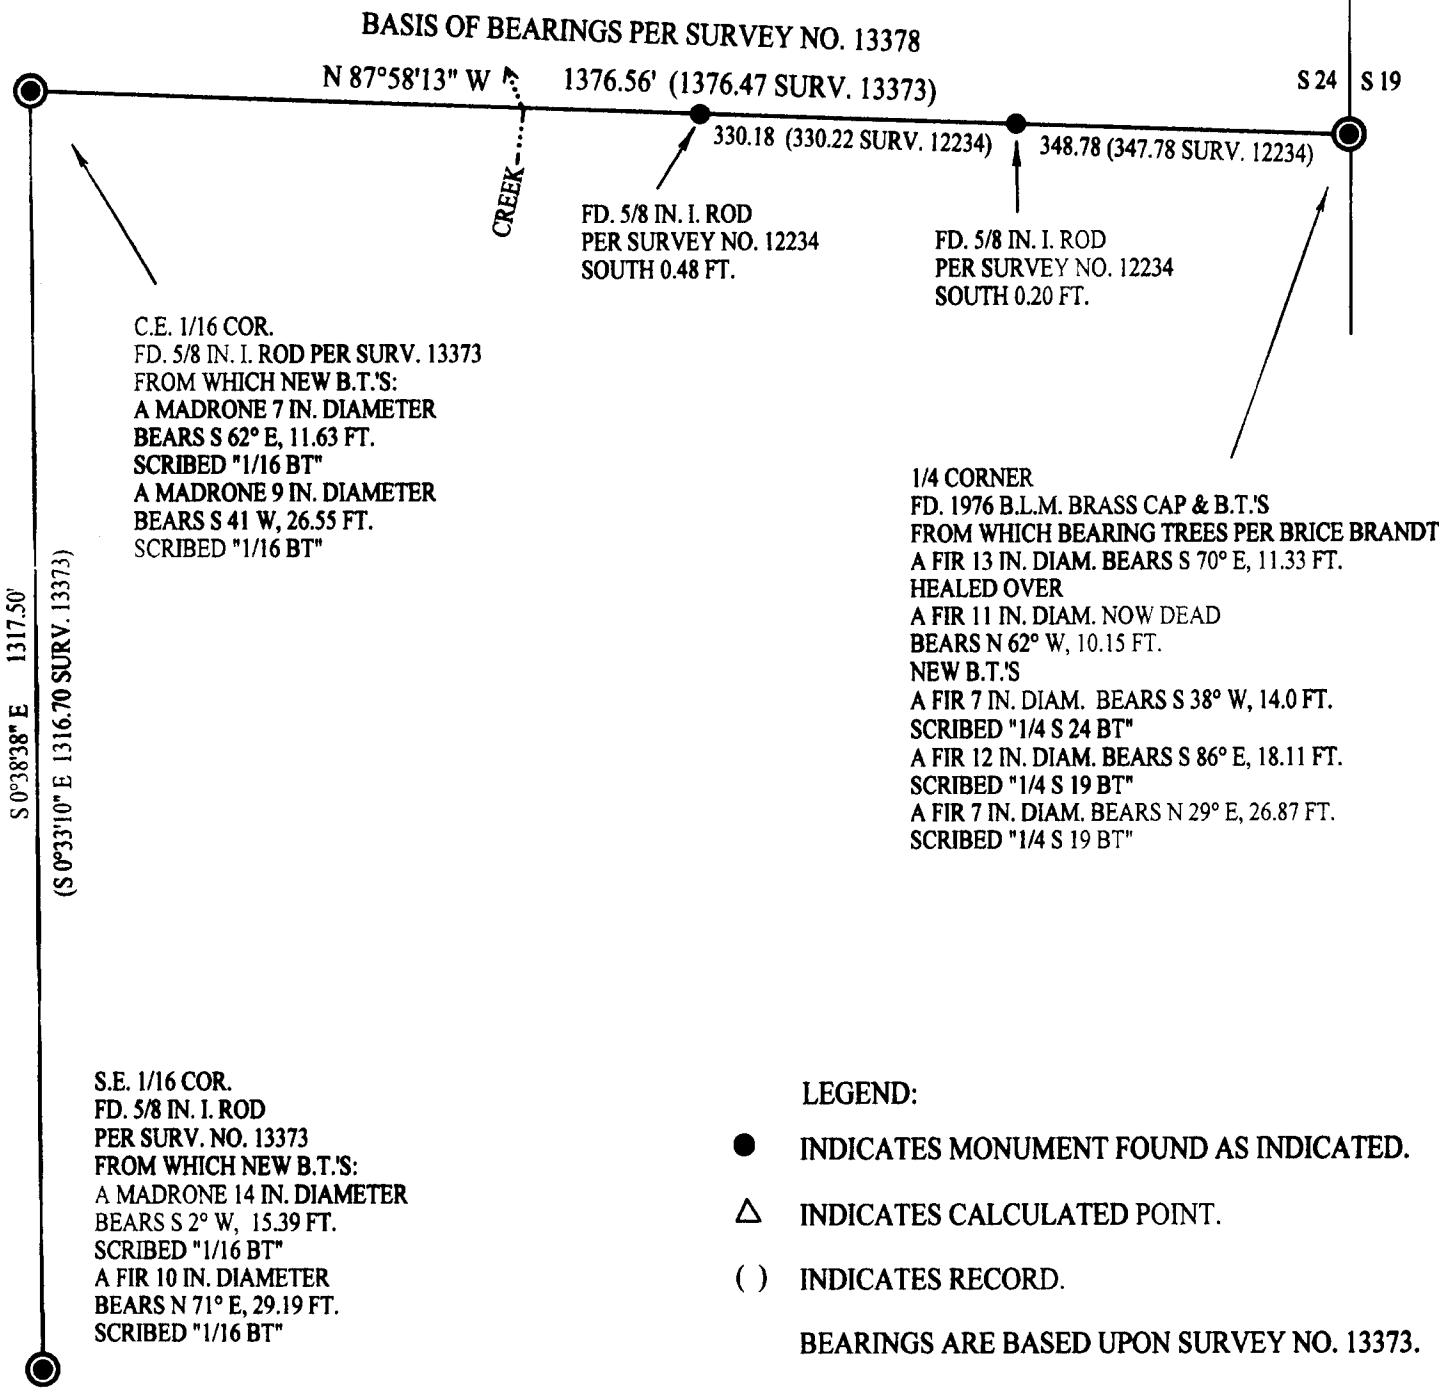 BASIS OF BEARINGS PER SURVEY NO. 13378
N 87°58'13" W 1376.56' (1376.47 SURV. 13373)
S 24 S 19
330.18 (330.22 SURV. 12234)
348.78 (347.78 SURV. 12234)
CREEK
FD. 5/8 IN. I. ROD
PER SURVEY NO. 12234
SOUTH 0.48 FT.
FD. 5/8 IN. I. ROD
PER SURVEY NO. 12234
SOUTH 0.20 FT.
C.E. 1/16 COR.
FD. 5/8 IN. I. ROD PER SURV. 13373
FROM WHICH NEW B.T.'S:
A MADRONE 7 IN. DIAMETER
BEARS S 62° E, 11.63 FT.
SCRIBED "1/16 BT"
A MADRONE 9 IN. DIAMETER
BEARS S 41 W, 26.55 FT.
SCRIBED "1/16 BT"
1/4 CORNER
FD. 1976 B.L.M. BRASS CAP & B.T.'S
FROM WHICH BEARING TREES PER BRICE BRANDT
A FIR 13 IN. DIAM. BEARS S 70° E, 11.33 FT.
HEALED OVER
A FIR 11 IN. DIAM. NOW DEAD
BEARS N 62° W, 10.15 FT.
NEW B.T.'S
A FIR 7 IN. DIAM. BEARS S 38° W, 14.0 FT.
SCRIBED "1/4 S 24 BT"
A FIR 12 IN. DIAM. BEARS S 86° E, 18.11 FT.
SCRIBED "1/4 S 19 BT"
A FIR 7 IN. DIAM. BEARS N 29° E, 26.87 FT.
SCRIBED "1/4 S 19 BT"
S 0°38'38" E 1317.50'
(S 0°33'10" E 1316.70 SURV. 13373)
S.E. 1/16 COR.
FD. 5/8 IN. I. ROD
PER SURV. NO. 13373
FROM WHICH NEW B.T.'S:
A MADRONE 14 IN. DIAMETER
BEARS S 2° W, 15.39 FT.
SCRIBED "1/16 BT"
A FIR 10 IN. DIAMETER
BEARS N 71° E, 29.19 FT.
SCRIBED "1/16 BT"
LEGEND:
INDICATES MONUMENT FOUND AS INDICATED.
INDICATES CALCULATED POINT.
( ) INDICATES RECORD.
BEARINGS ARE BASED UPON SURVEY NO. 13373.